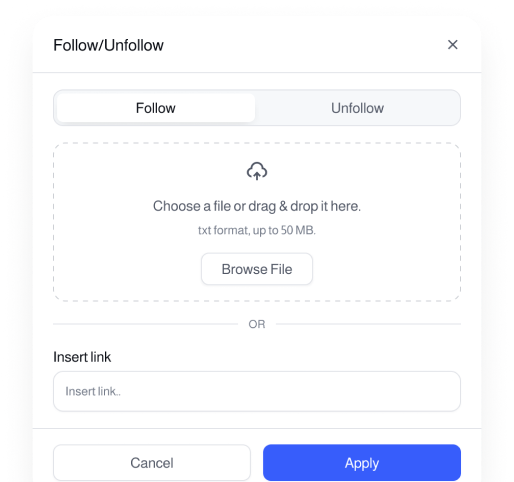 Follow/Unfollow
Follow Unfollow
Choose a file or drag & drop it here.
txt format, up to 50 MB.
Browse File
OR
Insert link
Insert link..
Cancel Apply